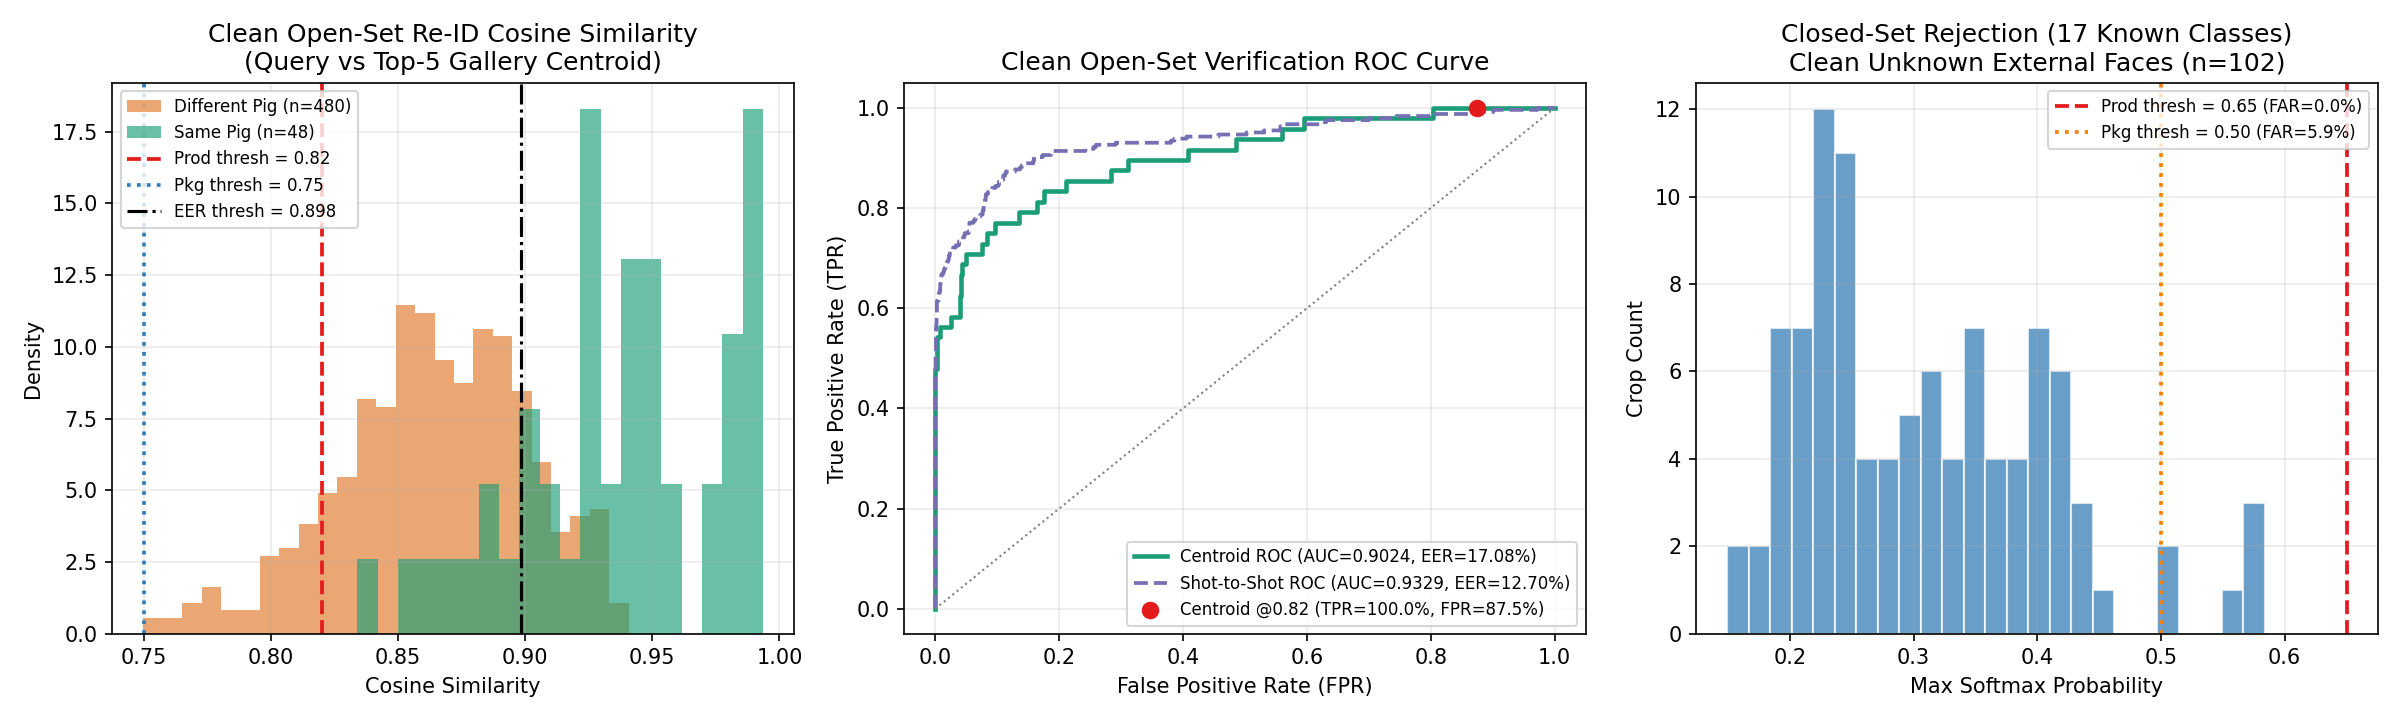 Clean Open-Set Re-ID Cosine Similarity
(Query vs Top-5 Gallery Centroid)
Different Pig (n=480)
Same Pig (n=48)
Prod thresh = 0.82
Pkg thresh = 0.75
EER thresh = 0.898
Density
17.5
15.0
12.5
10.0
7.5
5.0
2.5
0.0
0.75 0.80 0.85 0.90 0.95 1.00
Cosine Similarity
Clean Open-Set Verification ROC Curve
True Positive Rate (TPR)
1.0
0.8
0.6
0.4
0.2
0.0
Centroid ROC (AUC=0.9024, EER=17.08%)
Shot-to-Shot ROC (AUC=0.9329, EER=12.70%)
Centroid @0.82 (TPR=100.0%, FPR=87.5%)
0.0 0.2 0.4 0.6 0.8 1.0
False Positive Rate (FPR)
Closed-Set Rejection (17 Known Classes)
Clean Unknown External Faces (n=102)
Prod thresh = 0.65 (FAR=0.0%)
Pkg thresh = 0.50 (FAR=5.9%)
Crop Count
12
10
8
6
4
2
0
0.2 0.3 0.4 0.5 0.6
Max Softmax Probability